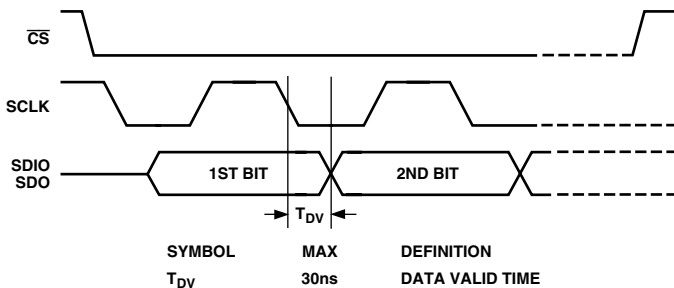 CS
SCLK
SDIO
SDO
1ST BIT
2ND BIT
TDV
SYMBOL MAX DEFINITION
TDV 30ns DATA VALID TIME